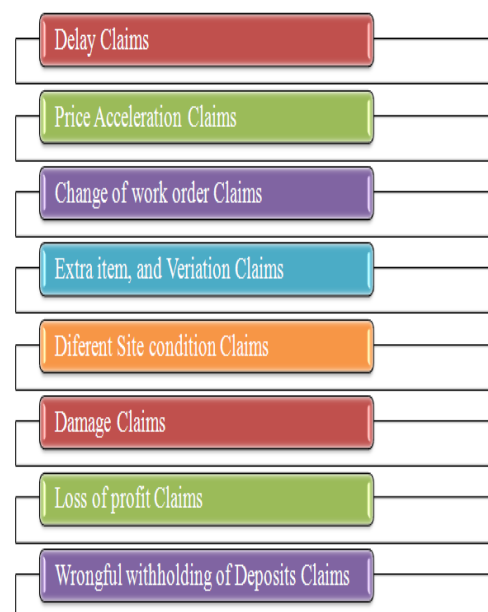 Delay Claims
Price Acceleration Claims
Change of work order Claims
Extra item, and Veriation Claims
Diferent Site condition Claims
Damage Claims
Loss of profit Claims
Wrongful withholding of Deposits Claims